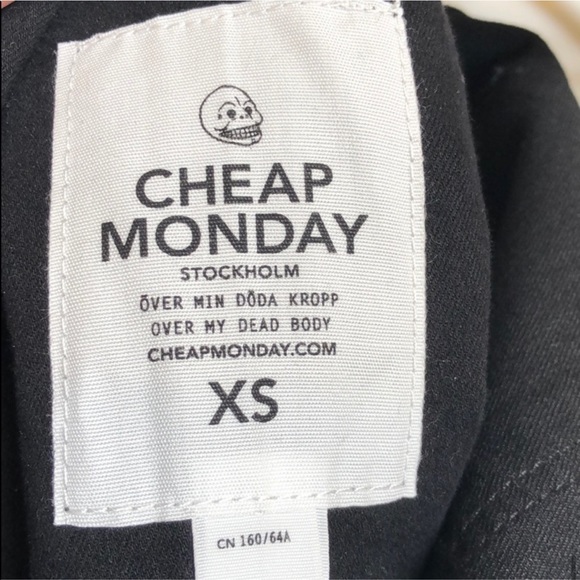 CHEAP
MONDAY
STOCKHOLM
ÖVER MIN DÖDA KROPP
OVER MY DEAD BODY
CHEAPMONDAY.COM
XS
CN 160/64A